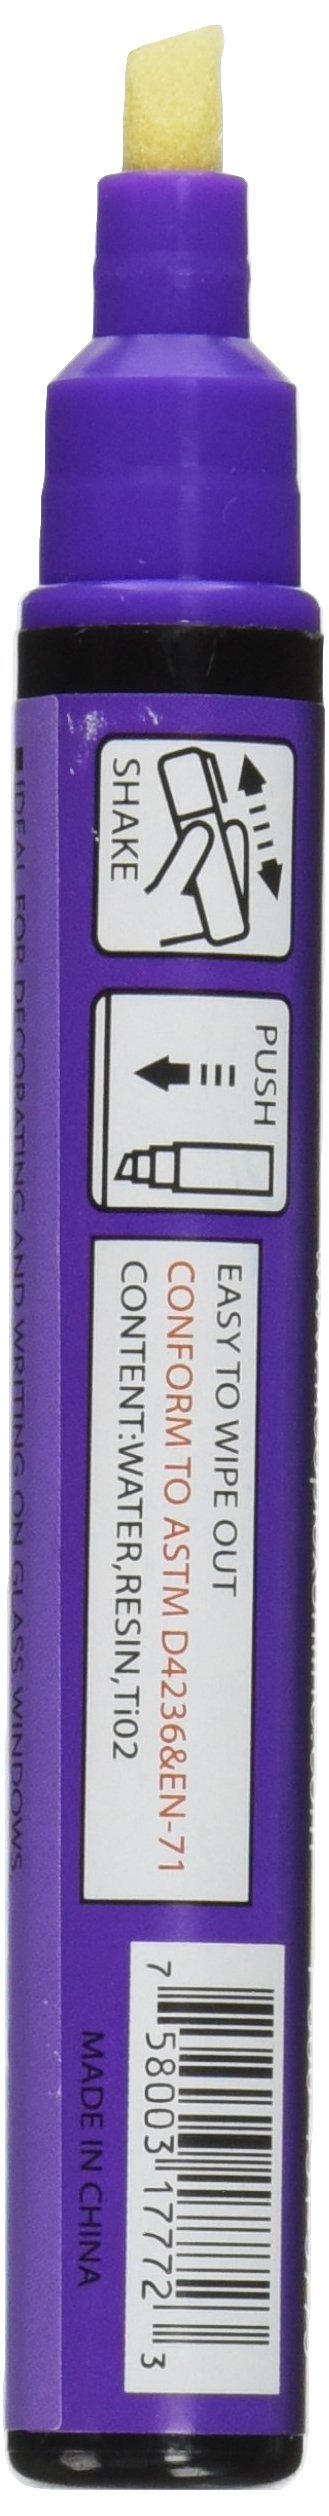 SHAKE
PUSH
EASY TO WIPE OUT
CONFORM TO ASTM D4236&EN-71
CONTENT:WATER,RESIN,Ti02
7 58003 17772 3
MADE IN CHINA
■ IDEAL FOR DECORATING AND WRITING ON GLASS WINDOWS